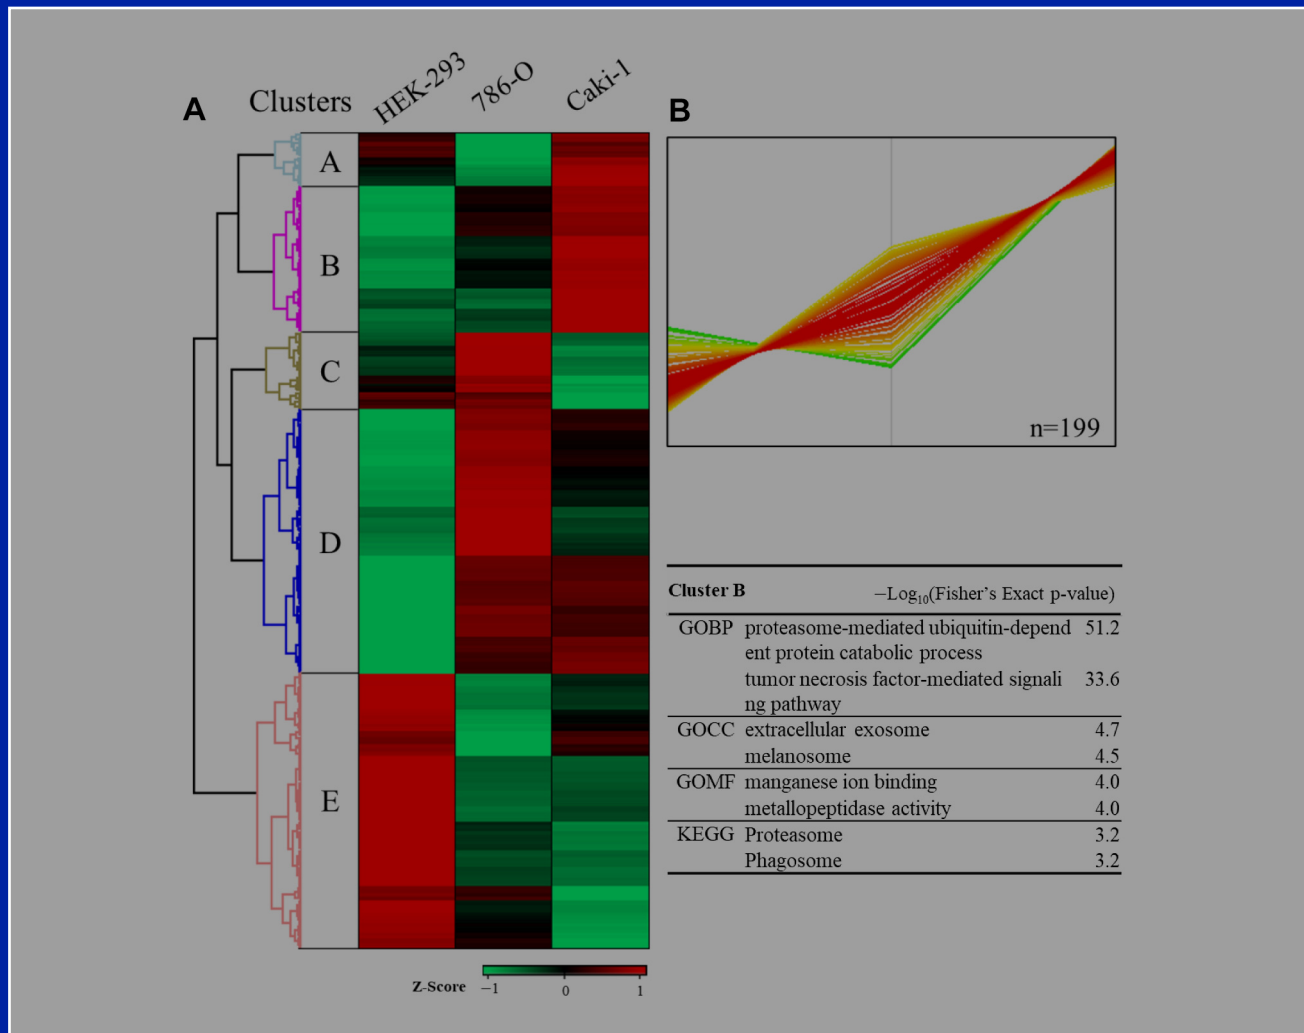 A
Clusters
HEK-293
786-O
Caki-1
A
B
C
D
E
Z-Score
−1
0
1
B
n=199
Cluster B −Log10(Fisher’s Exact p-value)
GOBP proteasome-mediated ubiquitin-depend 51.2
ent protein catabolic process
tumor necrosis factor-mediated signali 33.6
ng pathway
GOCC extracellular exosome 4.7
melanosome 4.5
GOMF manganese ion binding 4.0
metallopeptidase activity 4.0
KEGG Proteasome 3.2
Phagosome 3.2